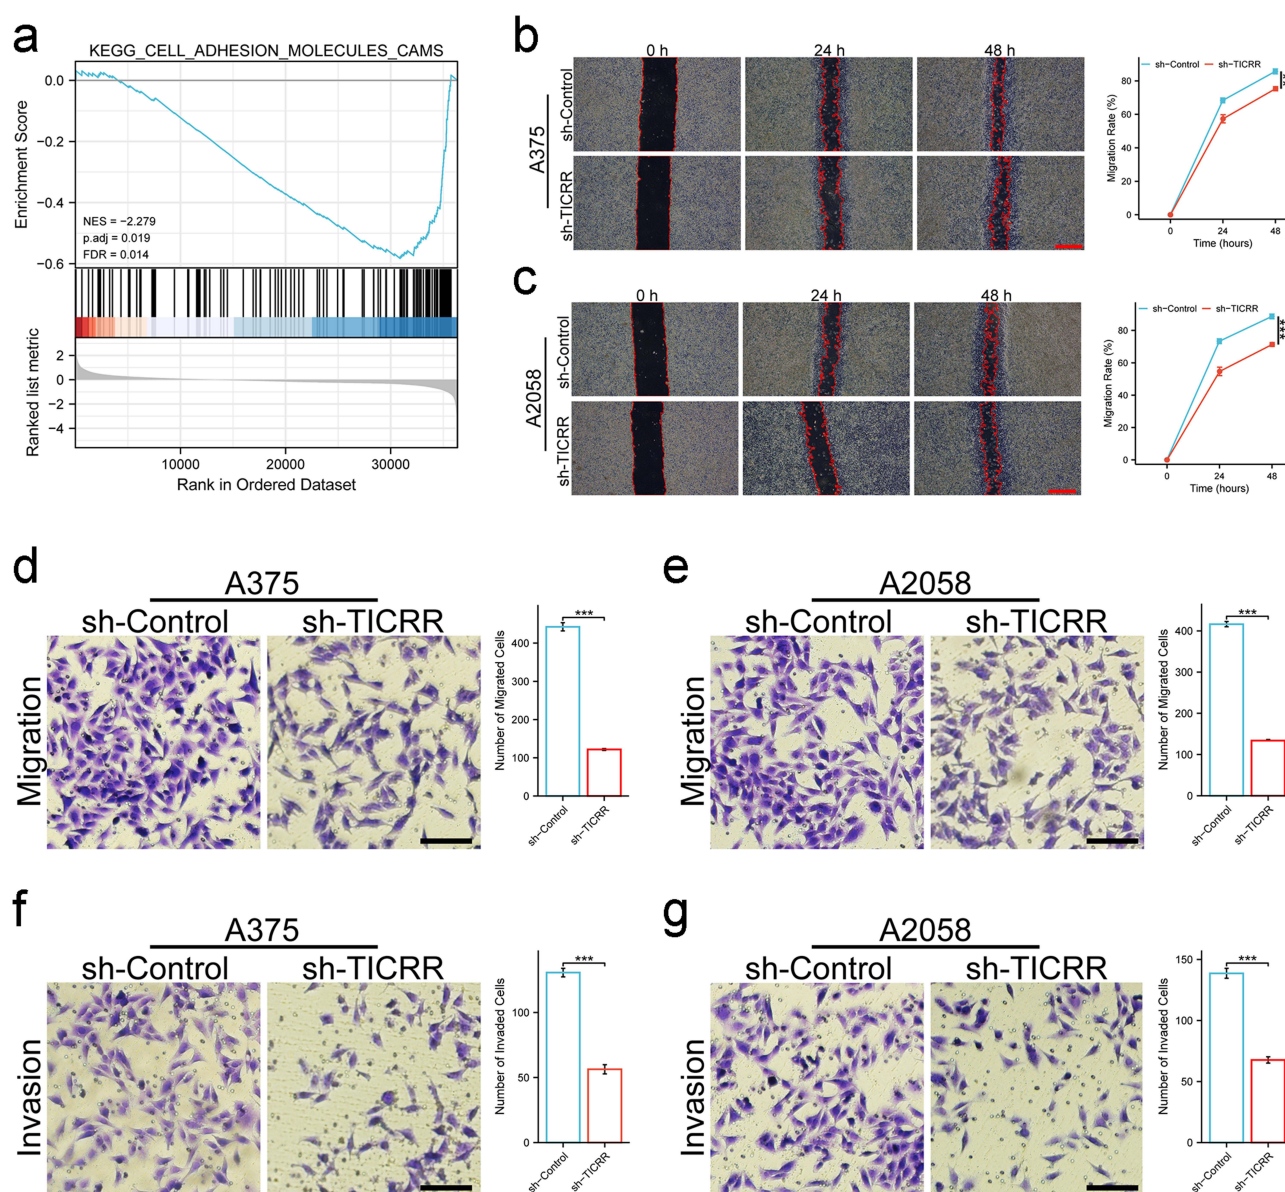 a
KEGG_CELL_ADHESION_MOLECULES_CAMS
Enrichment Score
0.0
−0.2
−0.4
−0.6
NES = −2.279
p.adj = 0.019
FDR = 0.014
Ranked list metric
2
0
−2
−4
10000 20000 30000
Rank in Ordered Dataset
b
0 h 24 h 48 h
A375
sh-Control
sh-TICRR
sh−Control sh−TICRR
Migration Rate (%)
80
60
40
20
0
0 24 48
Time (hours)
c
0 h 24 h 48 h
A2058
sh-Control
sh-TICRR
sh−Control sh−TICRR
Migration Rate (%)
80
60
40
20
0
***
0 24 48
Time (hours)
d
A375
sh-Control sh-TICRR
Migration
Number of Migrated Cells
400
300
200
100
0
***
sh−Control
sh−TICRR
e
A2058
sh-Control sh-TICRR
Migration
Number of Migrated Cells
400
300
200
100
0
***
sh−Control
sh−TICRR
f
A375
sh-Control sh-TICRR
Invasion
Number of Invaded Cells
100
50
0
***
sh−Control
sh−TICRR
g
A2058
sh-Control sh-TICRR
Invasion
Number of Invaded Cells
150
100
50
0
***
sh−Control
sh−TICRR